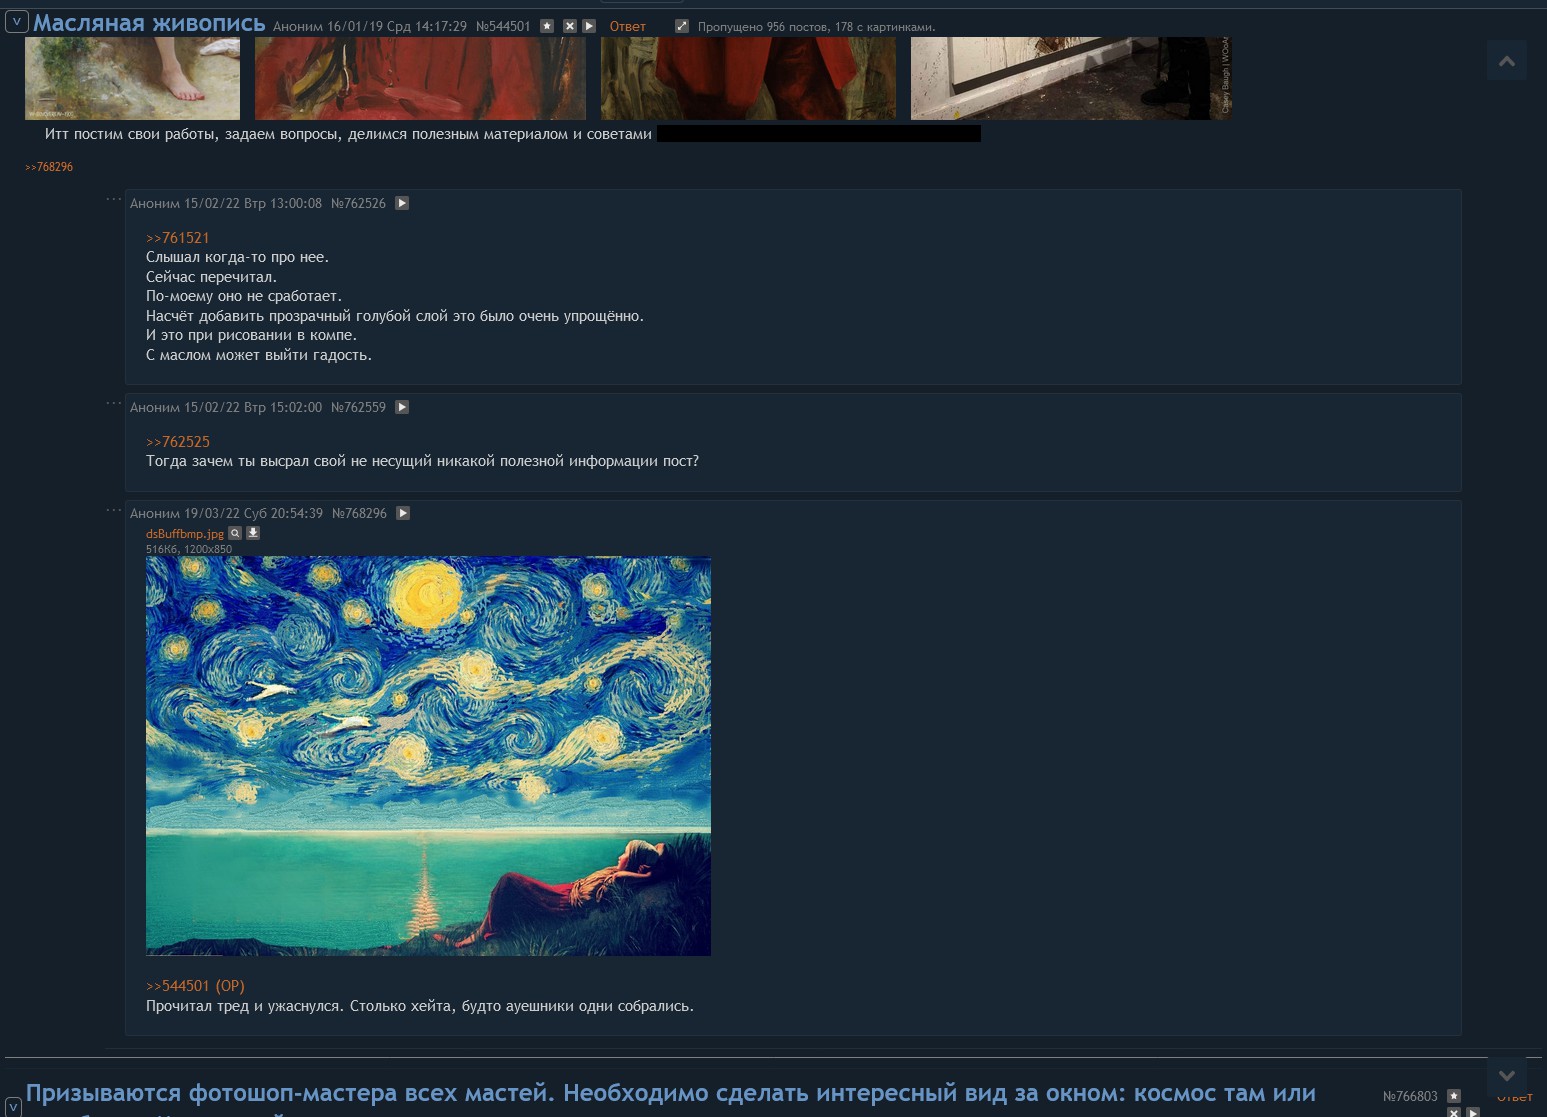 Масляная живопись Аноним 16/01/19 Срд 14:17:29 №544501 Ответ Пропущено 956 постов, 178 с картинками.
Итт постим свои работы, задаем вопросы, делимся полезным материалом и советами
>>768296
Аноним 15/02/22 Втр 13:00:08 №762526
>>761521
Слышал когда-то про нее.
Сейчас перечитал.
По-моему оно не сработает.
Насчёт добавить прозрачный голубой слой это было очень упрощённо.
И это при рисовании в компе.
С маслом может выйти гадость.
Аноним 15/02/22 Втр 15:02:00 №762559
>>762525
Тогда зачем ты высрал свой не несущий никакой полезной информации пост?
Аноним 19/03/22 Суб 20:54:39 №768296
dsBuffbmp.jpg
516Кб, 1200x850
>>544501 (OP)
Прочитал тред и ужаснулся. Столько хейта, будто ауешники одни собрались.
Призываются фотошоп-мастера всех мастей. Необходимо сделать интересный вид за окном: космос там или
№766803 Ответ